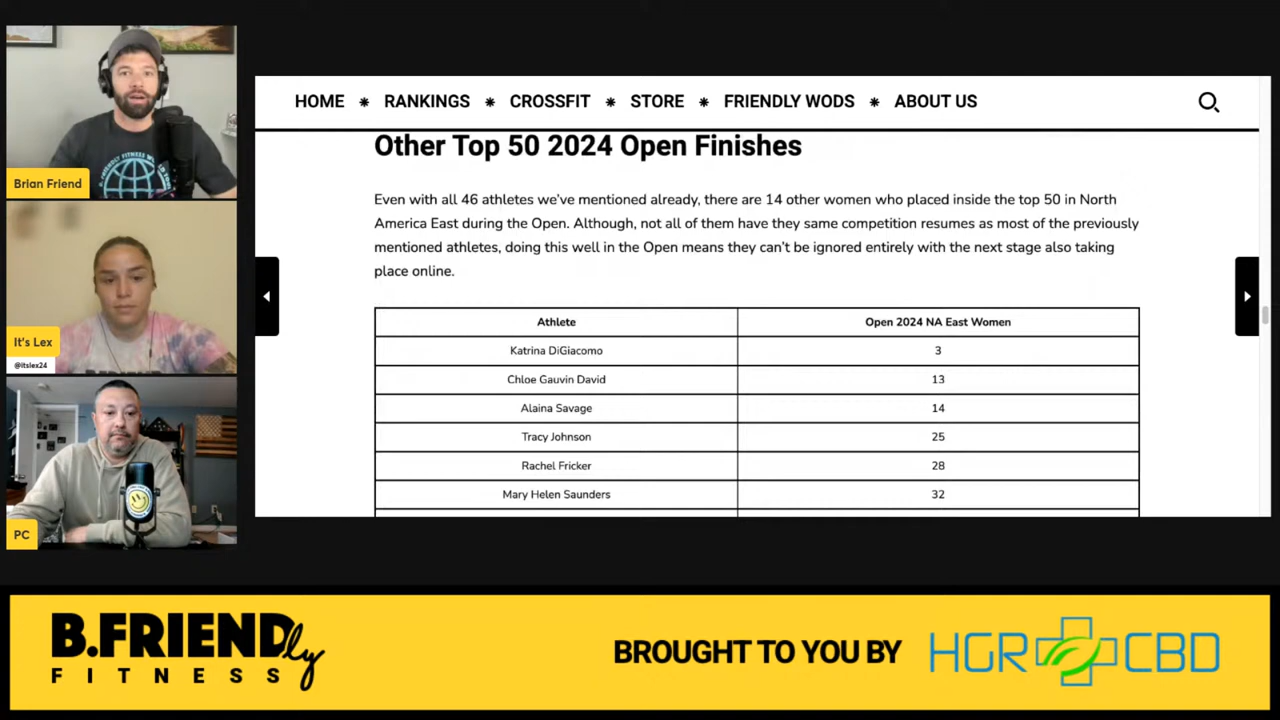 Brian Friend
It's Lex
@itslex24
PC
HOME * RANKINGS * CROSSFIT * STORE * FRIENDLY WODS * ABOUT US
Other Top 50 2024 Open Finishes
Even with all 46 athletes we've mentioned already, there are 14 other women who placed inside the top 50 in North
America East during the Open. Although, not all of them have they same competition resumes as most of the previously
mentioned athletes, doing this well in the Open means they can't be ignored entirely with the next stage also taking
place online.
Athlete Open 2024 NA East Women
Katrina DiGiacomo 3
Chloe Gauvin David 13
Alaina Savage 14
Tracy Johnson 25
Rachel Fricker 28
Mary Helen Saunders 32
B.FRIENDly
FITNESS
BROUGHT TO YOU BY
HGR CBD